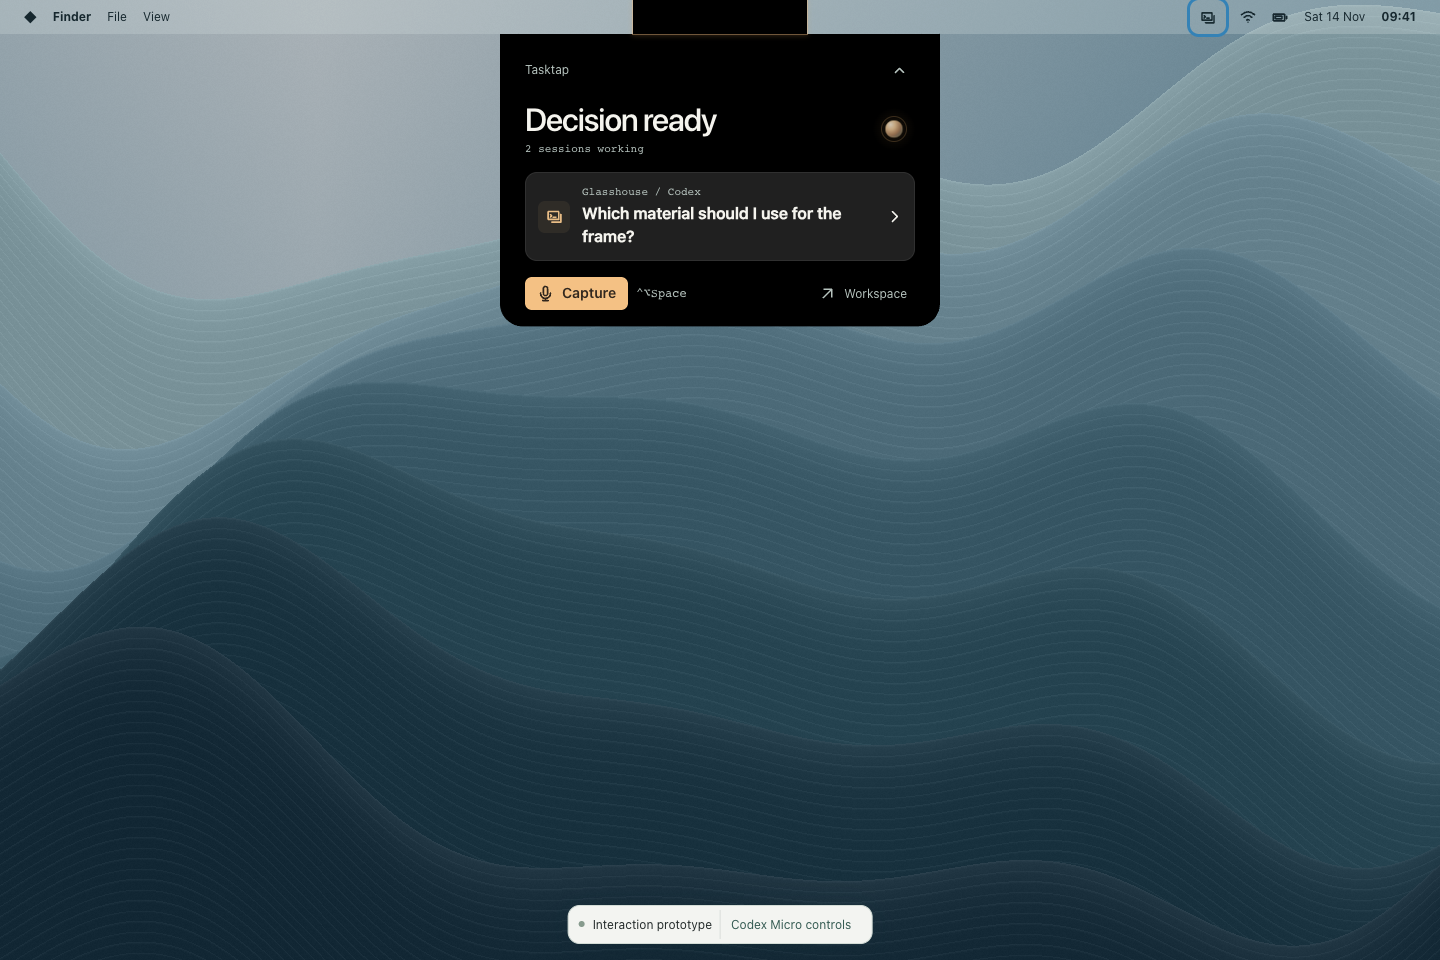 Finder File View
Sat 14 Nov 09:41
Tasktap
Decision ready
2 sessions working
Glasshouse / Codex
Which material should I use for the
frame?
Capture ^⌥Space Workspace
Interaction prototype Codex Micro controls